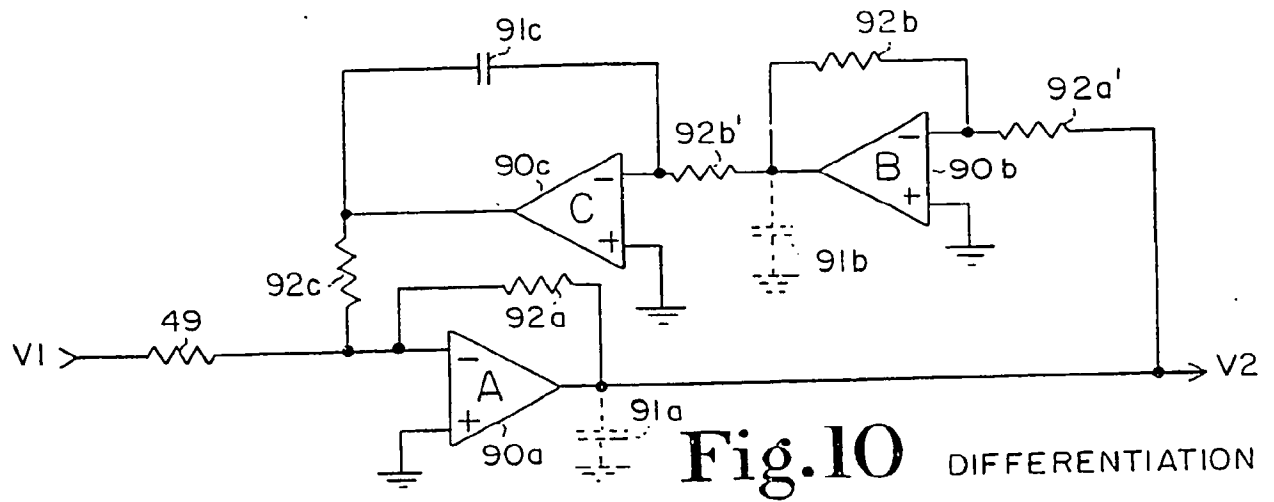 91c
92b
92a'
92b'
90c
-
C
+
-
B
+
90b
91b
92c
92a
49
V1
-
A
+
90a
91a
V2
Fig.10 DIFFERENTIATION